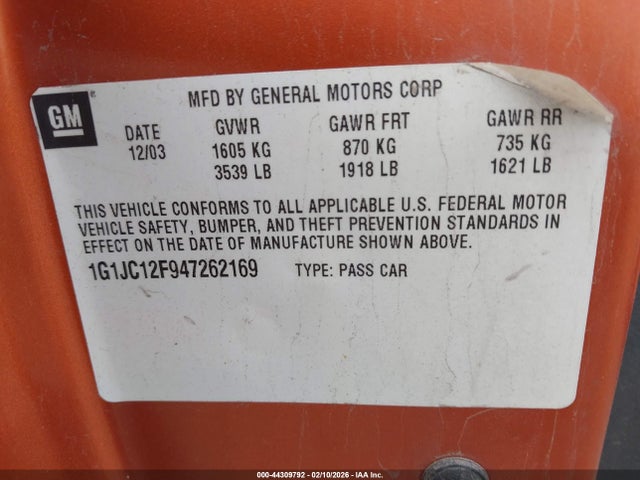 GM
MFD BY GENERAL MOTORS CORP
DATE GVWR GAWR FRT GAWR RR
12/03 1605 KG 870 KG 735 KG
3539 LB 1918 LB 1621 LB
THIS VEHICLE CONFORMS TO ALL APPLICABLE U.S. FEDERAL MOTOR
VEHICLE SAFETY, BUMPER, AND THEFT PREVENTION STANDARDS IN
EFFECT ON THE DATE OF MANUFACTURE SHOWN ABOVE.
1G1JC12F947262169 TYPE: PASS CAR
000-44309792 - 02/10/2026 - IAA Inc.